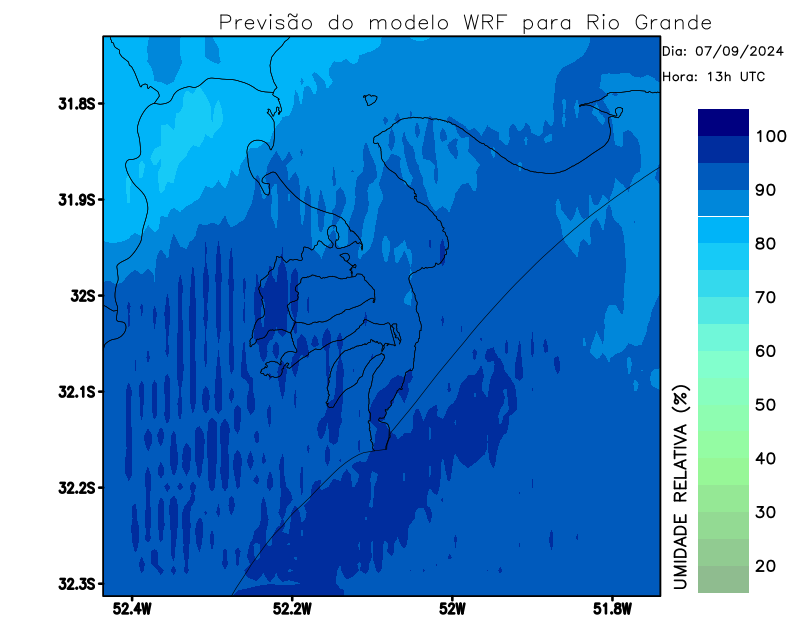 Previsão do modelo WRF para Rio Grande
Dia: 07/09/2024
Hora: 13h UTC
31.8S
31.9S
32S
32.1S
32.2S
32.3S
52.4W
52.2W
52W
51.8W
100
90
80
70
60
50
40
30
20
UMIDADE RELATIVA (%)